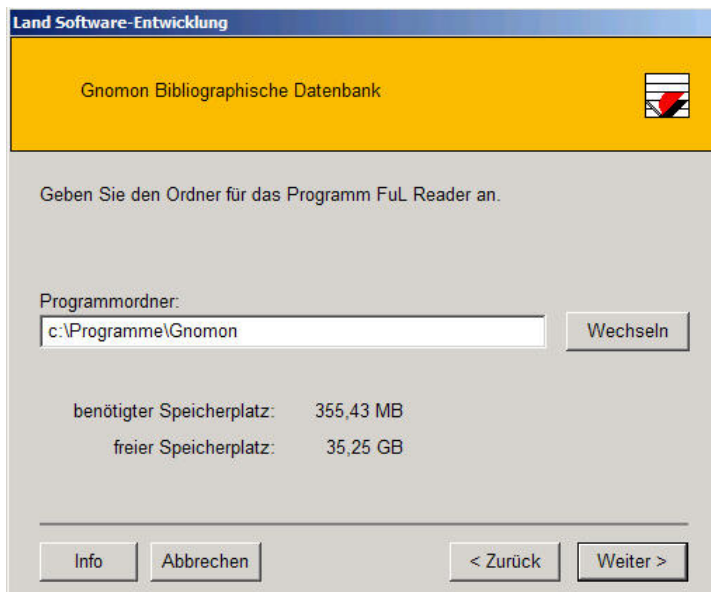 Land Software-Entwicklung
Gnomon Bibliographische Datenbank
Geben Sie den Ordner für das Programm FuL Reader an.
Programmordner:
c:\Programme\Gnomon
Wechseln
benötigter Speicherplatz: 355,43 MB
freier Speicherplatz: 35,25 GB
Info Abbrechen < Zurück Weiter >